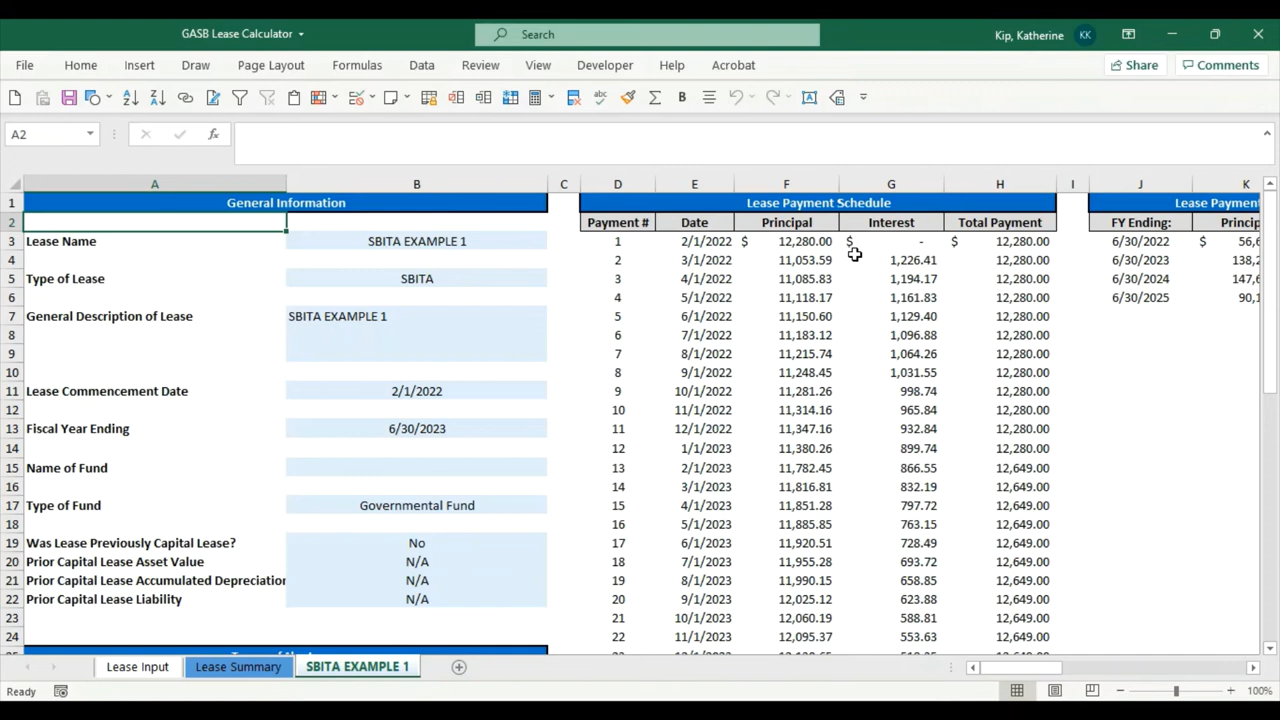 GASB Lease Calculator
Search
Kip, Katherine KK
File Home Insert Draw Page Layout Formulas Data Review View Developer Help Acrobat Share Comments
A2 fx
A B C D E F G H I J K
1 General Information Lease Payment Schedule Lease Payment
2 Payment # Date Principal Interest Total Payment FY Ending: Princip
3 Lease Name SBITA EXAMPLE 1 1 2/1/2022 $ 12,280.00 $ - $ 12,280.00 6/30/2022 $ 56,6
4 2 3/1/2022 11,053.59 1,226.41 12,280.00 6/30/2023 138,2
5 Type of Lease SBITA 3 4/1/2022 11,085.83 1,194.17 12,280.00 6/30/2024 147,6
6 4 5/1/2022 11,118.17 1,161.83 12,280.00 6/30/2025 90,1
7 General Description of Lease SBITA EXAMPLE 1 5 6/1/2022 11,150.60 1,129.40 12,280.00
8 6 7/1/2022 11,183.12 1,096.88 12,280.00
9 7 8/1/2022 11,215.74 1,064.26 12,280.00
10 8 9/1/2022 11,248.45 1,031.55 12,280.00
11 Lease Commencement Date 2/1/2022 9 10/1/2022 11,281.26 998.74 12,280.00
12 10 11/1/2022 11,314.16 965.84 12,280.00
13 Fiscal Year Ending 6/30/2023 11 12/1/2022 11,347.16 932.84 12,280.00
14 12 1/1/2023 11,380.26 899.74 12,280.00
15 Name of Fund 13 2/1/2023 11,782.45 866.55 12,649.00
16 14 3/1/2023 11,816.81 832.19 12,649.00
17 Type of Fund Governmental Fund 15 4/1/2023 11,851.28 797.72 12,649.00
18 16 5/1/2023 11,885.85 763.15 12,649.00
19 Was Lease Previously Capital Lease? No 17 6/1/2023 11,920.51 728.49 12,649.00
20 Prior Capital Lease Asset Value N/A 18 7/1/2023 11,955.28 693.72 12,649.00
21 Prior Capital Lease Accumulated Depreciation N/A 19 8/1/2023 11,990.15 658.85 12,649.00
22 Prior Capital Lease Liability N/A 20 9/1/2023 12,025.12 623.88 12,649.00
23 21 10/1/2023 12,060.19 588.81 12,649.00
24 22 11/1/2023 12,095.37 553.63 12,649.00
Lease Input Lease Summary SBITA EXAMPLE 1
Ready 100%